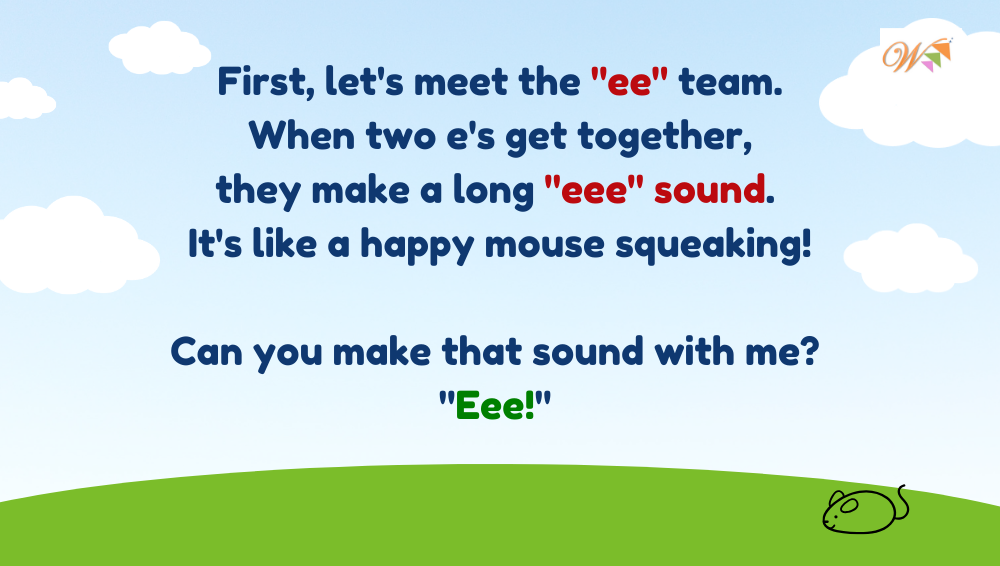 W
First, let's meet the "ee" team.
When two e's get together,
they make a long "eee" sound.
It's like a happy mouse squeaking!
Can you make that sound with me?
"Eee!"